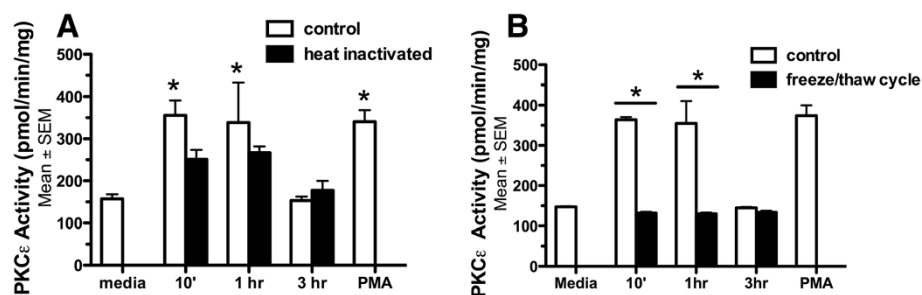 A
control
heat inactivated
PKCε Activity (pmol/min/mg)
Mean ± SEM
500
400
300
200
100
0
*
*
*
media 10' 1 hr 3 hr PMA
B
control
freeze/thaw cycle
PKCε Activity (pmol/min/mg)
Mean ± SEM
500
400
300
200
100
0
*
*
Media 10' 1hr 3hr PMA